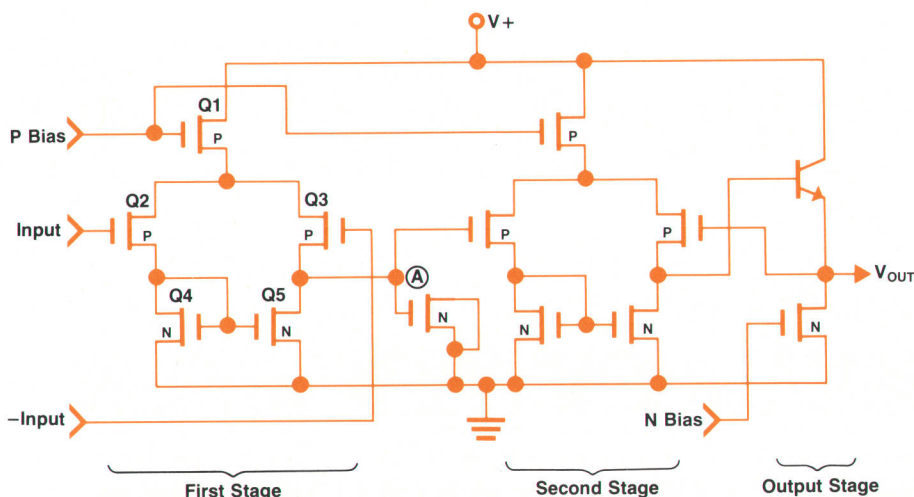 V+
Q1
P Bias
P
P
Q2
Q3
Input
P
P
P
P
A
VOUT
Q4
Q5
N
N
N
N
N
N
–Input
N Bias
First Stage
Second Stage
Output Stage